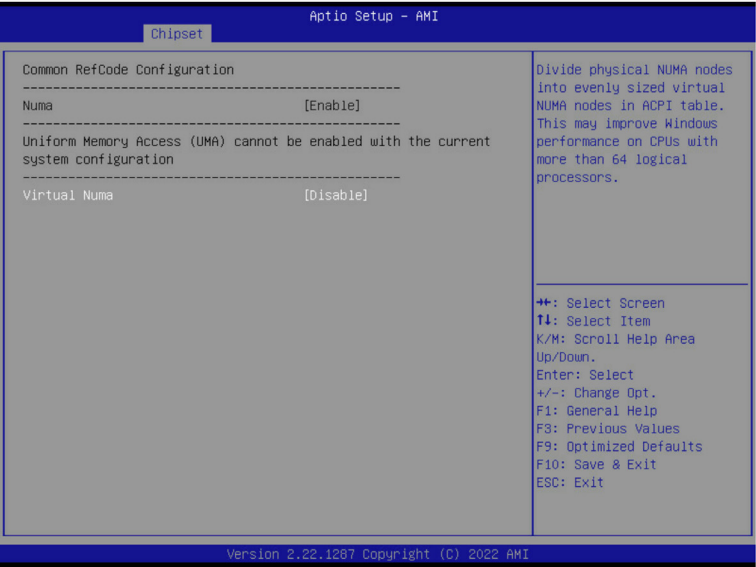 Aptio Setup - AMI
Chipset
Common RefCode Configuration
--------------------------------------------------
Numa [Enable]
--------------------------------------------------
Uniform Memory Access (UMA) cannot be enabled with the current
system configuration
--------------------------------------------------
Virtual Numa [Disable]
Divide physical NUMA nodes
into evenly sized virtual
NUMA nodes in ACPI table.
This may improve Windows
performance on CPUs with
more than 64 logical
processors.
→←: Select Screen
↑↓: Select Item
K/M: Scroll Help Area
Up/Down.
Enter: Select
+/-: Change Opt.
F1: General Help
F3: Previous Values
F9: Optimized Defaults
F10: Save & Exit
ESC: Exit
Version 2.22.1287 Copyright (C) 2022 AMI